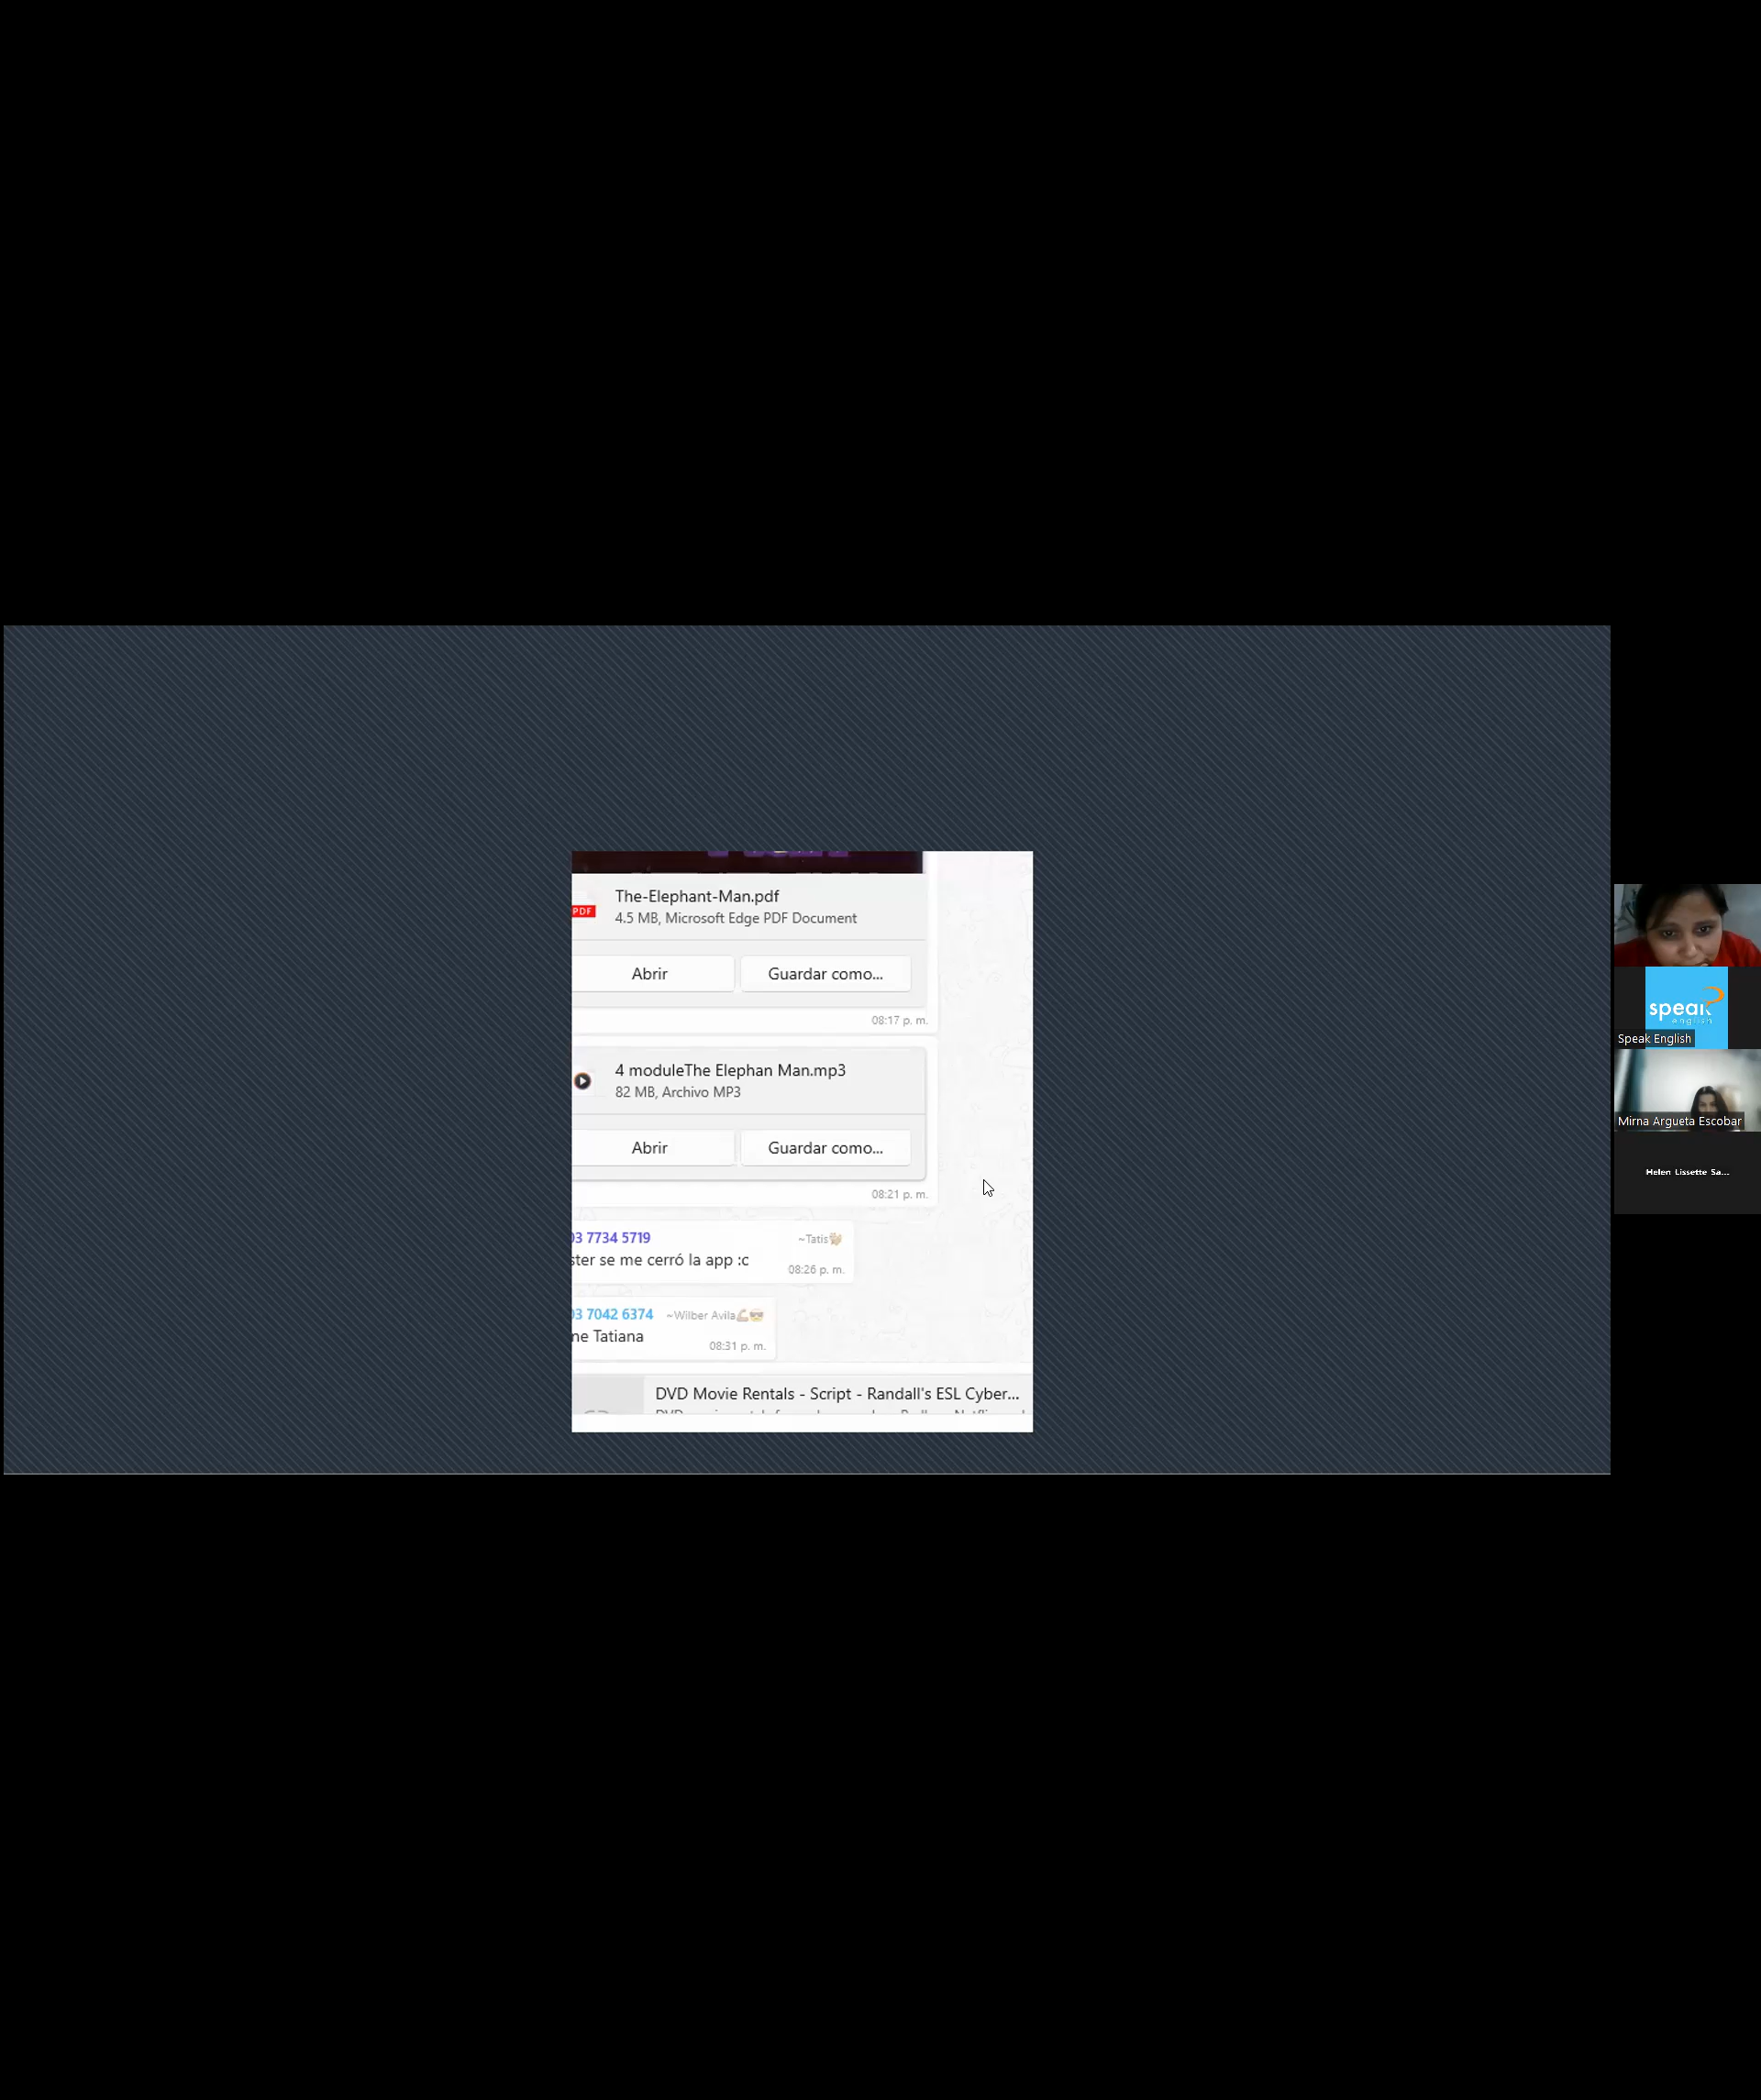 The-Elephant-Man.pdf
PDF
4.5 MB, Microsoft Edge PDF Document
Abrir
Guardar como...
08:17 p. m.
4 moduleThe Elephan Man.mp3
82 MB, Archivo MP3
Abrir
Guardar como...
08:21 p. m.
03 7734 5719
~Tatis
ster se me cerró la app :c
08:26 p. m.
03 7042 6374
~Wilber Avila
ne Tatiana
08:31 p. m.
DVD Movie Rentals - Script - Randall's ESL Cyber...
speak
english
Speak English
Mirna Argueta Escobar
Helen Lissette Sa...